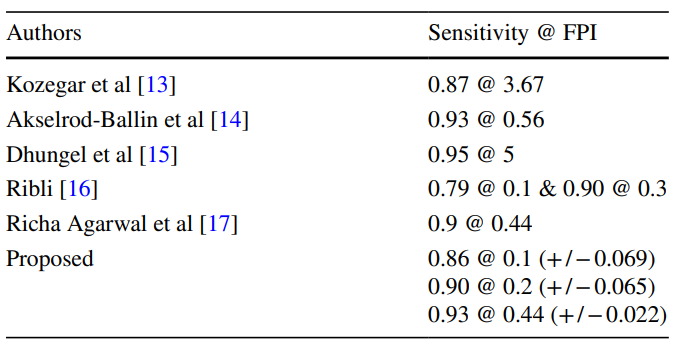 Authors Sensitivity @ FPI
Kozegar et al [13] 0.87 @ 3.67
Akselrod-Ballin et al [14] 0.93 @ 0.56
Dhungel et al [15] 0.95 @ 5
Ribli [16] 0.79 @ 0.1 & 0.90 @ 0.3
Richa Agarwal et al [17] 0.9 @ 0.44
Proposed 0.86 @ 0.1 (+/−0.069)
0.90 @ 0.2 (+/−0.065)
0.93 @ 0.44 (+/−0.022)